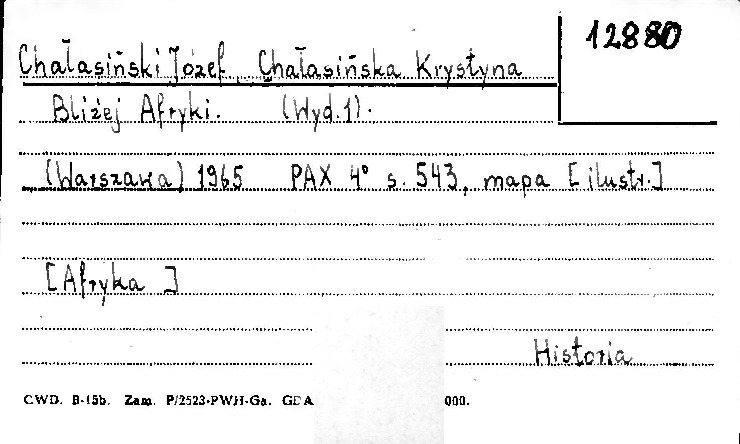 12880
Chałasiński Józef, Chałasińska Krystyna
Bliżej Afryki. (Wyd.1).
(Warszawa) 1965 PAX 4° s. 543, mapa [ilustr.]
[Afryka]
Historia
CWD. B-15b. Zam. P/2523-PWH-Ga. GDA 000.